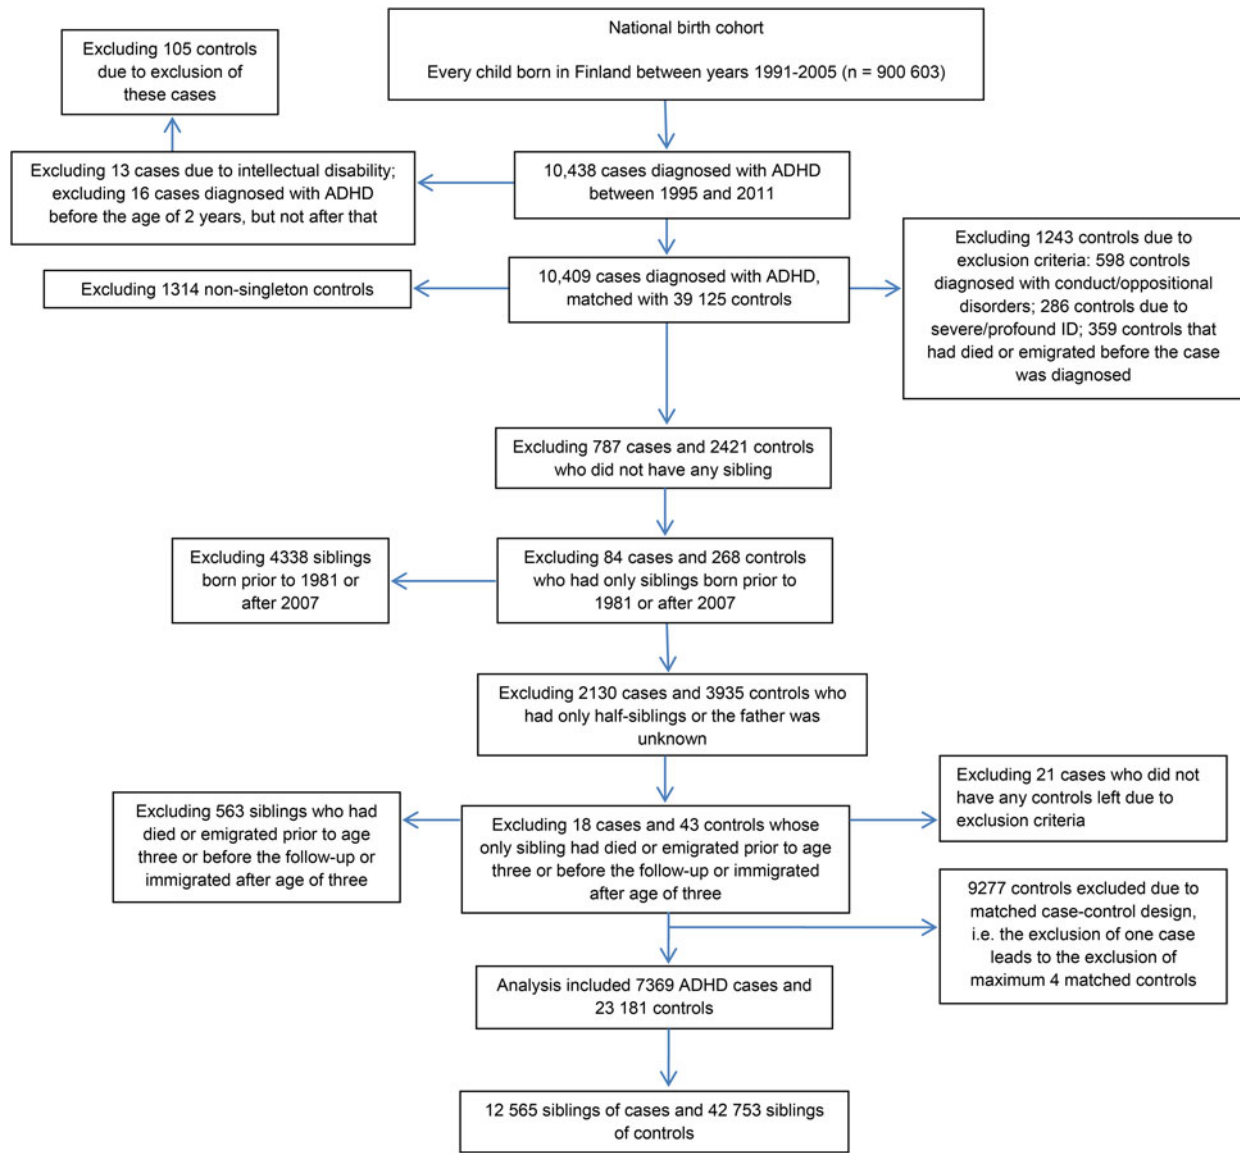 National birth cohort
Every child born in Finland between years 1991-2005 (n = 900 603)
Excluding 105 controls
due to exclusion of
these cases
Excluding 13 cases due to intellectual disability;
excluding 16 cases diagnosed with ADHD
before the age of 2 years, but not after that
10,438 cases diagnosed with ADHD
between 1995 and 2011
Excluding 1314 non-singleton controls
10,409 cases diagnosed with ADHD,
matched with 39 125 controls
Excluding 1243 controls due to
exclusion criteria: 598 controls
diagnosed with conduct/oppositional
disorders; 286 controls due to
severe/profound ID; 359 controls that
had died or emigrated before the case
was diagnosed
Excluding 787 cases and 2421 controls
who did not have any sibling
Excluding 4338 siblings
born prior to 1981 or
after 2007
Excluding 84 cases and 268 controls
who had only siblings born prior to
1981 or after 2007
Excluding 2130 cases and 3935 controls who
had only half-siblings or the father was
unknown
Excluding 563 siblings who had
died or emigrated prior to age
three or before the follow-up or
immigrated after age of three
Excluding 18 cases and 43 controls whose
only sibling had died or emigrated prior to age
three or before the follow-up or immigrated
after age of three
Excluding 21 cases who did not
have any controls left due to
exclusion criteria
9277 controls excluded due to
matched case-control design,
i.e. the exclusion of one case
leads to the exclusion of
maximum 4 matched controls
Analysis included 7369 ADHD cases and
23 181 controls
12 565 siblings of cases and 42 753 siblings
of controls